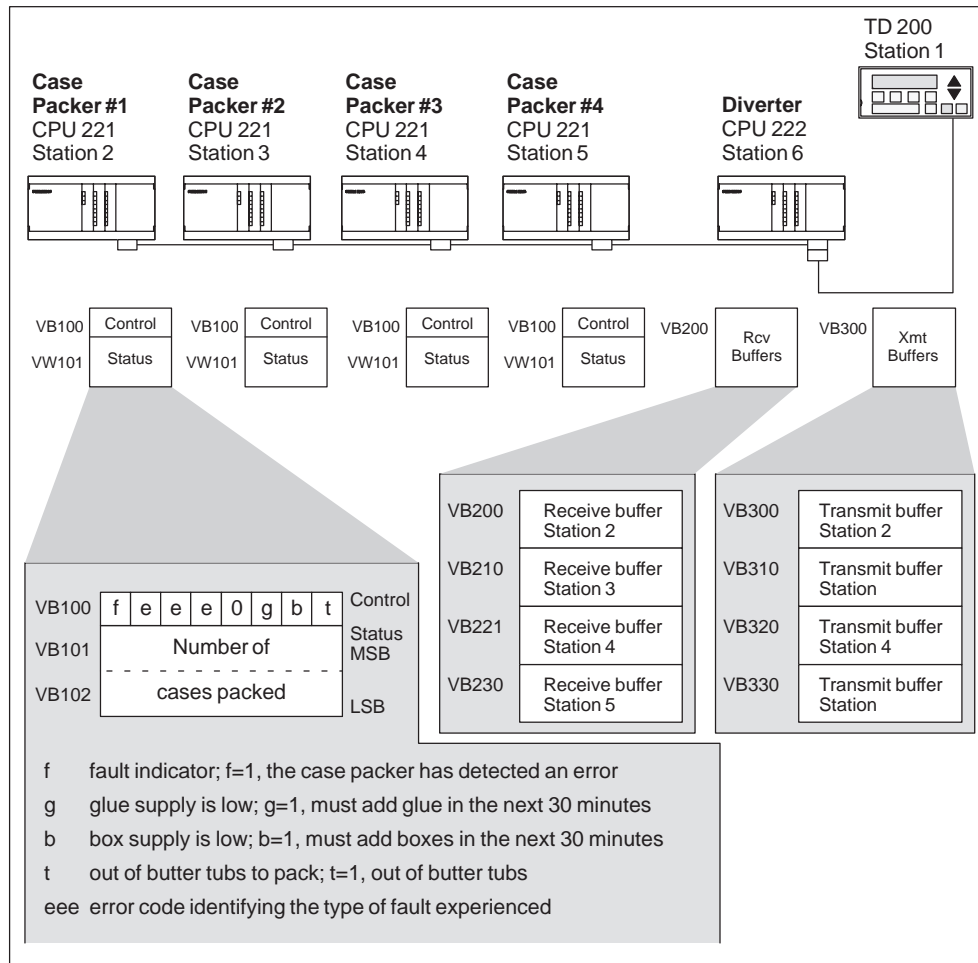 TD 200
Station 1
Case
Packer #1
CPU 221
Station 2
Case
Packer #2
CPU 221
Station 3
Case
Packer #3
CPU 221
Station 4
Case
Packer #4
CPU 221
Station 5
Diverter
CPU 222
Station 6
VB100 Control
VW101 Status
VB100 Control
VW101 Status
VB100 Control
VW101 Status
VB100 Control
VW101 Status
VB200 Rcv
Buffers
VB300 Xmt
Buffers
VB200 Receive buffer
Station 2
VB210 Receive buffer
Station 3
VB221 Receive buffer
Station 4
VB230 Receive buffer
Station 5
VB300 Transmit buffer
Station 2
VB310 Transmit buffer
Station
VB320 Transmit buffer
Station 4
VB330 Transmit buffer
Station
VB100 f e e e 0 g b t Control
VB101 Number of Status
MSB
VB102 cases packed
LSB
f fault indicator; f=1, the case packer has detected an error
g glue supply is low; g=1, must add glue in the next 30 minutes
b box supply is low; b=1, must add boxes in the next 30 minutes
t out of butter tubs to pack; t=1, out of butter tubs
eee error code identifying the type of fault experienced